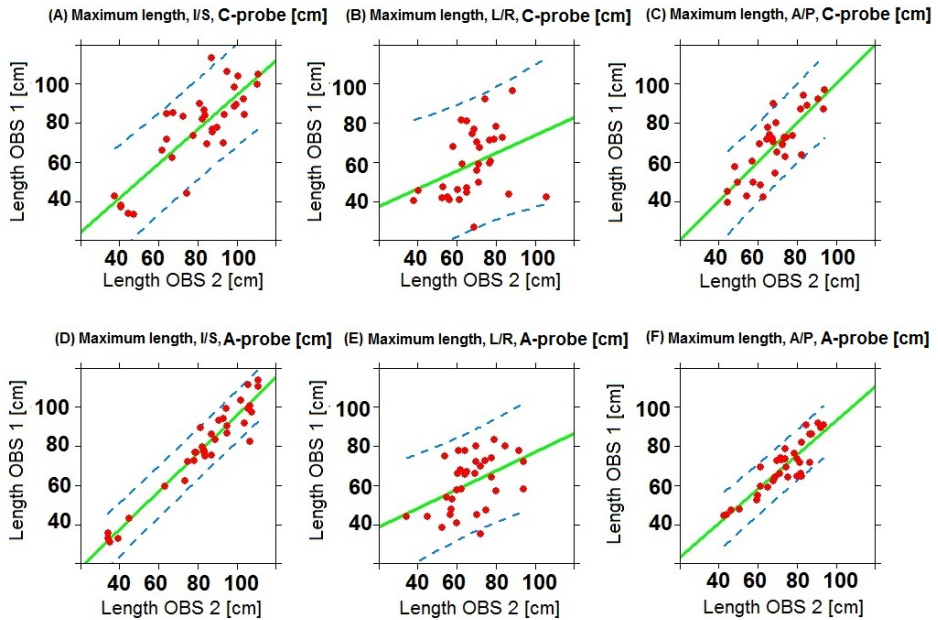 (A) Maximum length, I/S, C-probe [cm]
(B) Maximum length, L/R, C-probe [cm]
(C) Maximum length, A/P, C-probe [cm]
Length OBS 1 [cm]
100
80
60
40
40 60 80 100
Length OBS 2 [cm]
Length OBS 1 [cm]
100
80
60
40
40 60 80 100
Length OBS 2 [cm]
Length OBS 1 [cm]
100
80
60
40
40 60 80 100
Length OBS 2 [cm]
(D) Maximum length, I/S, A-probe [cm]
(E) Maximum length, L/R, A-probe [cm]
(F) Maximum length, A/P, A-probe [cm]
Length OBS 1 [cm]
100
80
60
40
40 60 80 100
Length OBS 2 [cm]
Length OBS 1 [cm]
100
80
60
40
40 60 80 100
Length OBS 2 [cm]
Length OBS 1 [cm]
100
80
60
40
40 60 80 100
Length OBS 2 [cm]